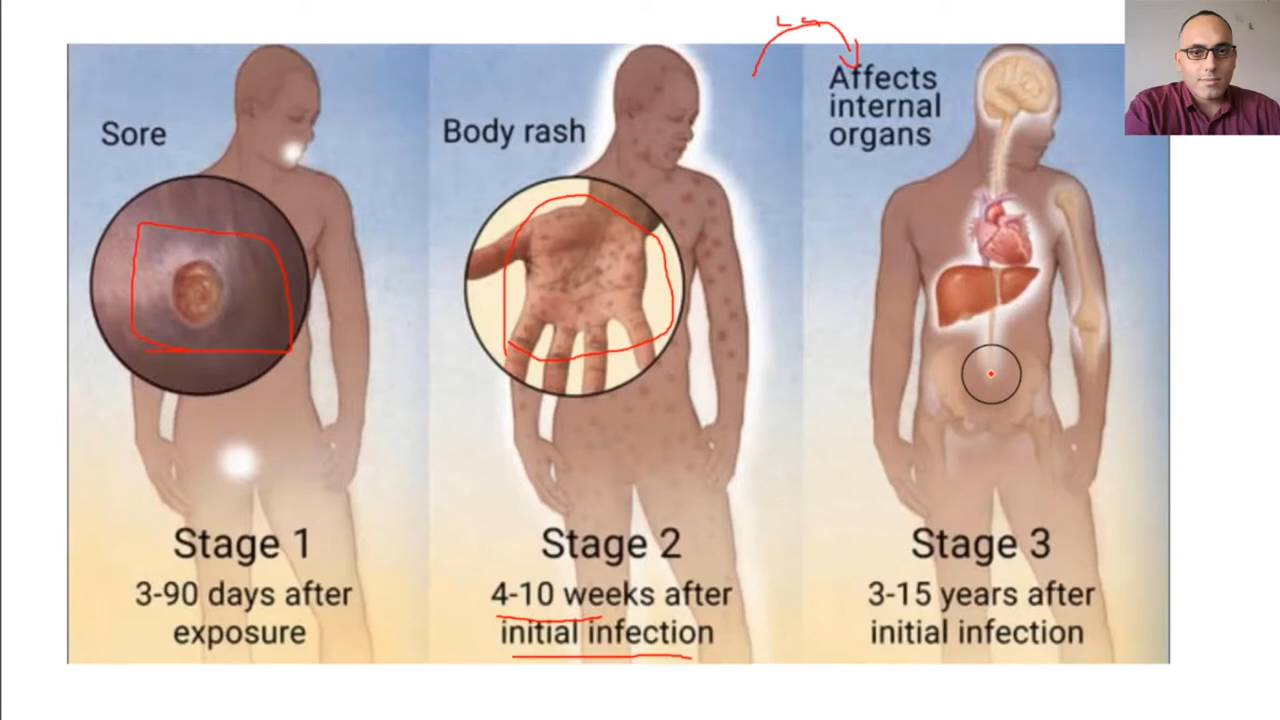 Sore
Stage 1
3-90 days after
exposure
Body rash
Stage 2
4-10 weeks after
initial infection
Affects
internal
organs
Stage 3
3-15 years after
initial infection